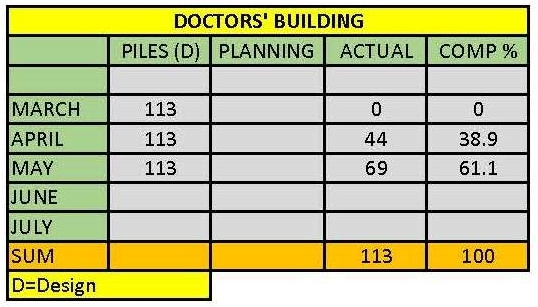 DOCTORS' BUILDING
PILES (D) PLANNING ACTUAL COMP %
MARCH 113 0 0
APRIL 113 44 38.9
MAY 113 69 61.1
JUNE
JULY
SUM 113 100
D=Design